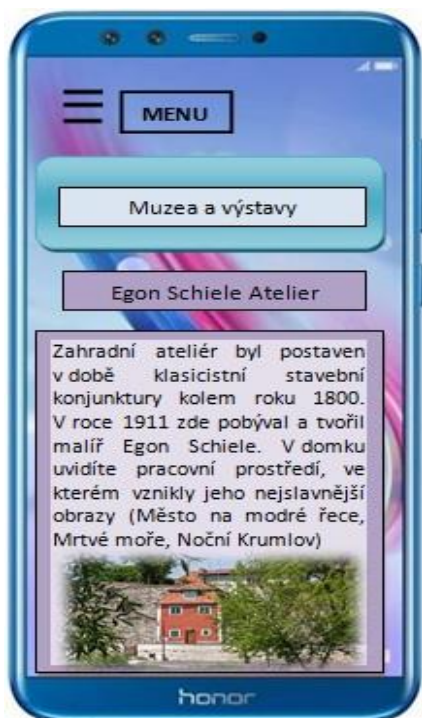 MENU
Muzea a výstavy
Egon Schiele Atelier
Zahradní ateliér byl postaven
v době klasicistní stavební
konjunktury kolem roku 1800.
V roce 1911 zde pobýval a tvořil
malíř Egon Schiele. V domku
uvidíte pracovní prostředí, ve
kterém vznikly jeho nejslavnější
obrazy (Město na modré řece,
Mrtvé moře, Noční Krumlov)
honor